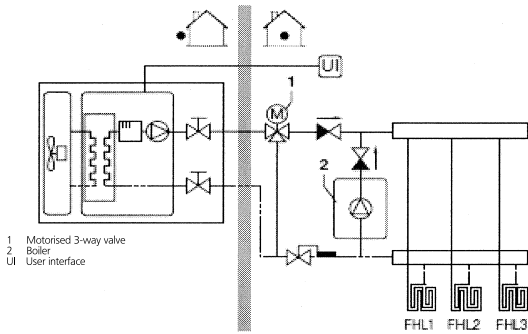 1
UI
M
2
1 Motorised 3-way valve
2 Boiler
UI User interface
FHL1 FHL2 FHL3